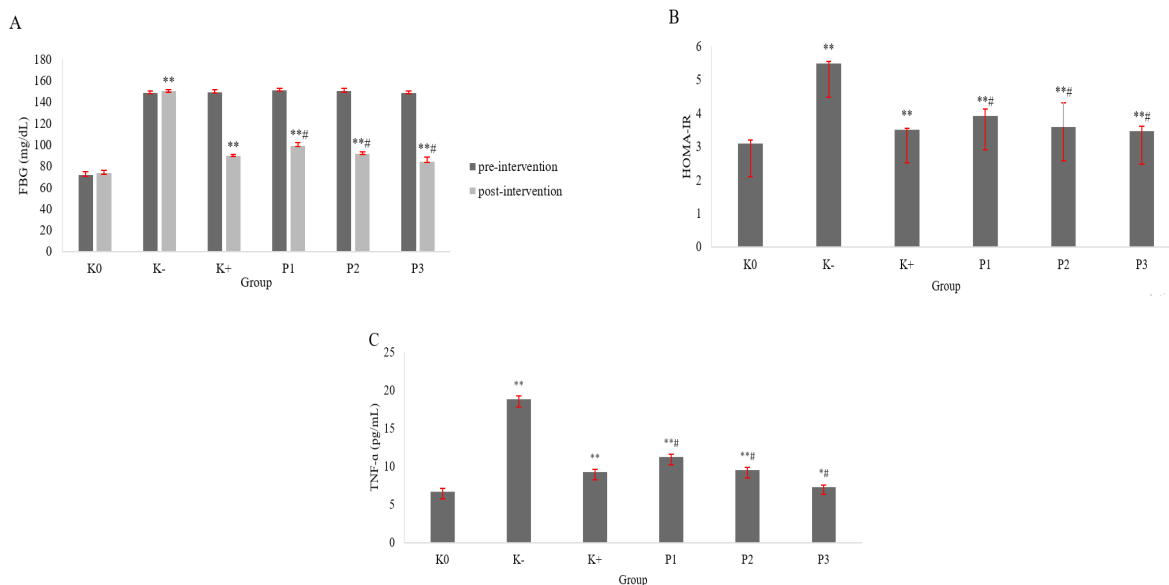 A
FBG (mg/dL)
180
160
140
120
100
80
60
40
20
0
**
**
**#
**#
**#
K0 K- K+ P1 P2 P3
Group
pre-intervention
post-intervention
B
HOMA-IR
6
5
4
3
2
1
0
**
**
**#
**#
**#
K0 K- K+ P1 P2 P3
Group
C
TNF-α (pg/mL)
25
20
15
10
5
0
**
**
**#
**#
*#
K0 K- K+ P1 P2 P3
Group